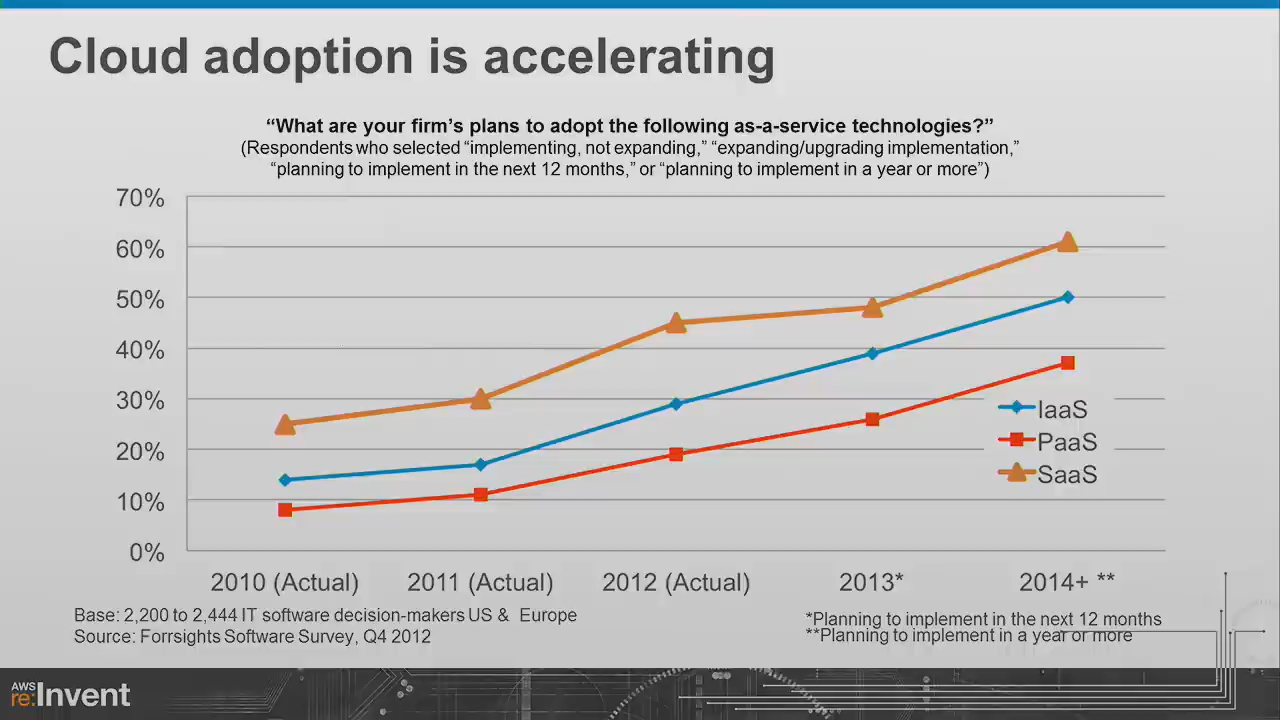 Cloud adoption is accelerating
“What are your firm’s plans to adopt the following as-a-service technologies?”
(Respondents who selected “implementing, not expanding,” “expanding/upgrading implementation,”
“planning to implement in the next 12 months,” or “planning to implement in a year or more”)
70%
60%
50%
40%
30%
20%
10%
0%
IaaS
PaaS
SaaS
2010 (Actual) 2011 (Actual) 2012 (Actual) 2013* 2014+ **
Base: 2,200 to 2,444 IT software decision-makers US & Europe
Source: Forrsights Software Survey, Q4 2012
*Planning to implement in the next 12 months
**Planning to implement in a year or more
AWS
re:Invent